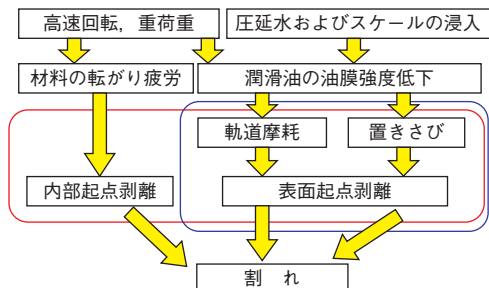 高速回転，重荷重
圧延水およびスケールの浸入
材料の転がり疲労
潤滑油の油膜強度低下
軌道摩耗
置きさび
内部起点剥離
表面起点剥離
割　れ